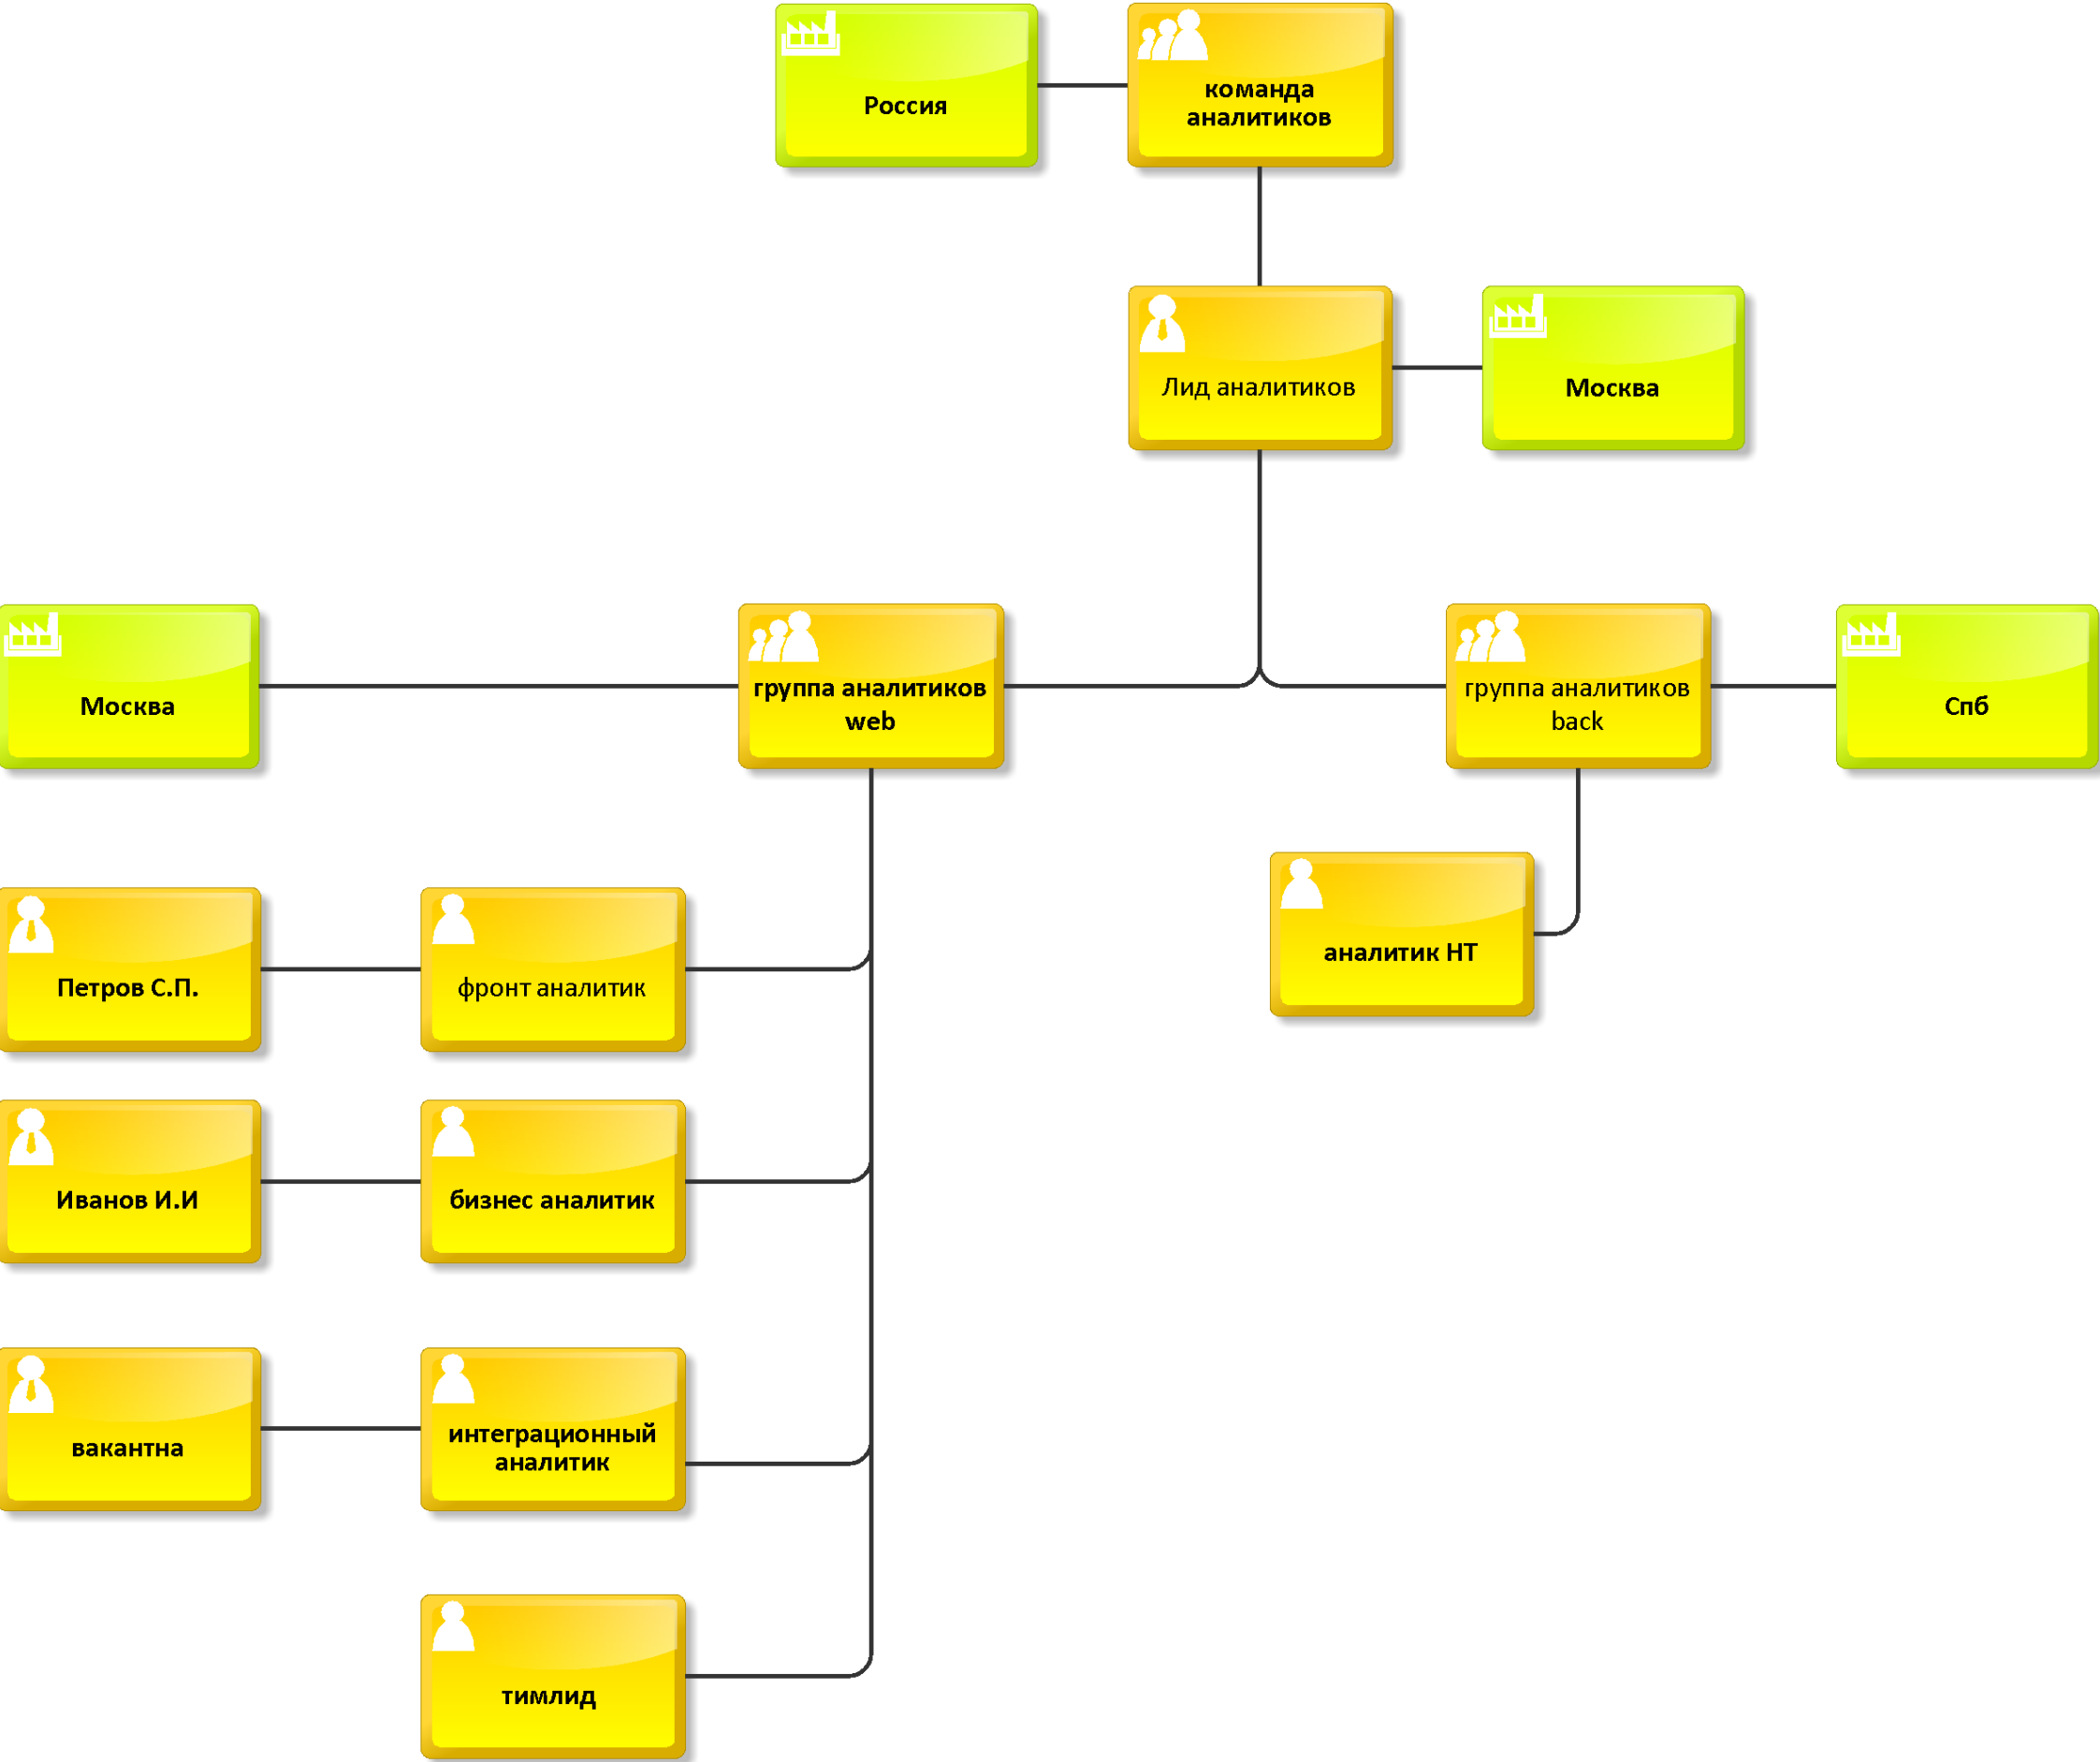 Россия
команда
аналитиков
Лид аналитиков
Москва
Москва
группа аналитиков
web
группа аналитиков
back
Спб
аналитик НТ
Петров С.П.
фронт аналитик
Иванов И.И
бизнес аналитик
вакантна
интеграционный
аналитик
тимлид